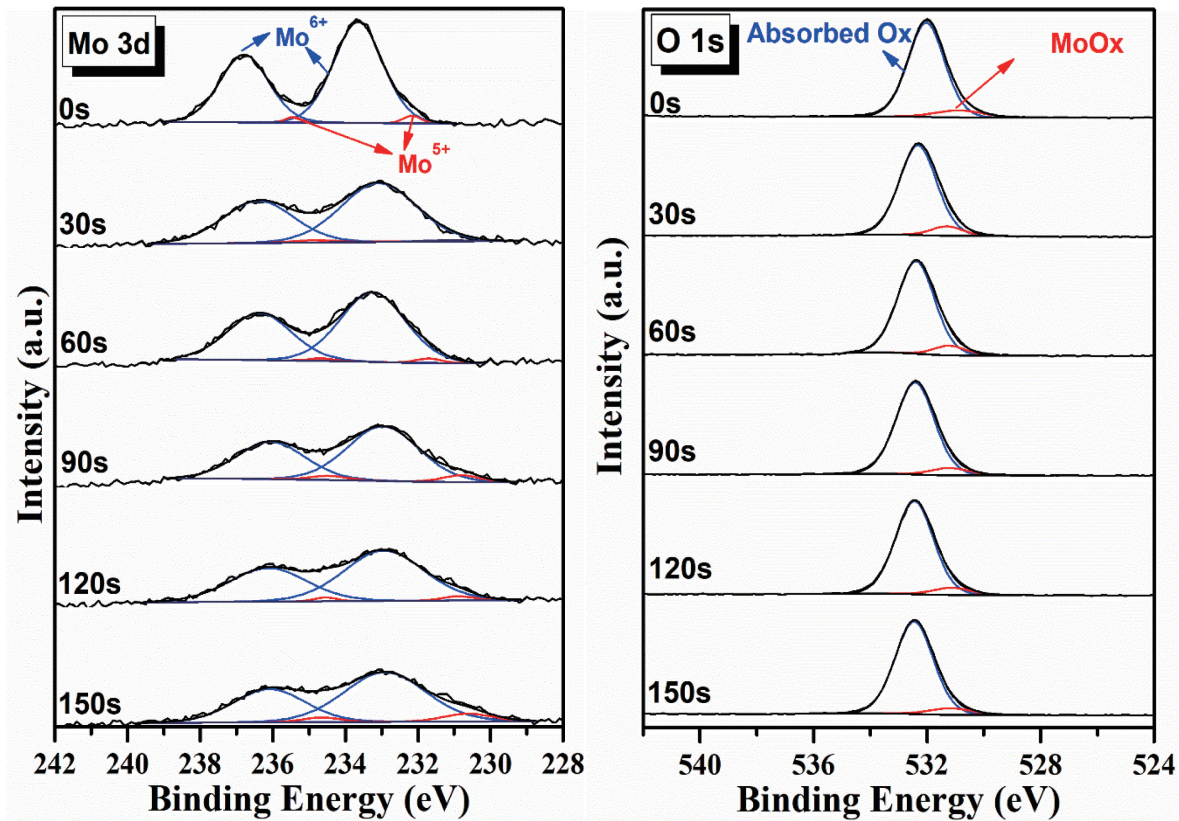 Mo 3d
Mo6+
Mo5+
0s
30s
60s
90s
120s
150s
Intensity (a.u.)
242 240 238 236 234 232 230 228
Binding Energy (eV)
O 1s
Absorbed Ox
MoOx
0s
30s
60s
90s
120s
150s
Intensity (a.u.)
540 536 532 528 524
Binding Energy (eV)